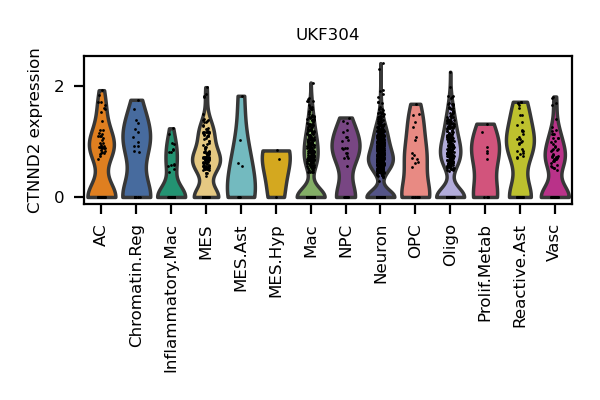 UKF304
CTNND2 expression
2
0
AC
Chromatin.Reg
Inflammatory.Mac
MES
MES.Ast
MES.Hyp
Mac
NPC
Neuron
OPC
Oligo
Prolif.Metab
Reactive.Ast
Vasc